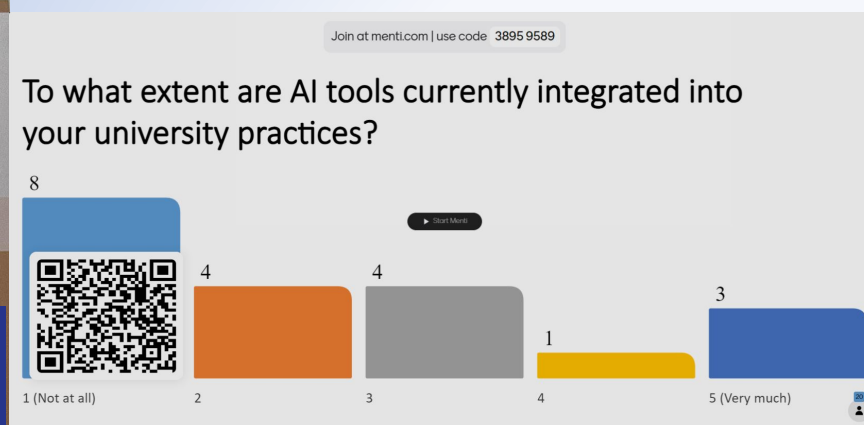 Join at menti.com | use code 3895 9589
To what extent are AI tools currently integrated into
your university practices?
8
4
4
1
3
Start Menti
1 (Not at all)
2
3
4
5 (Very much)
20